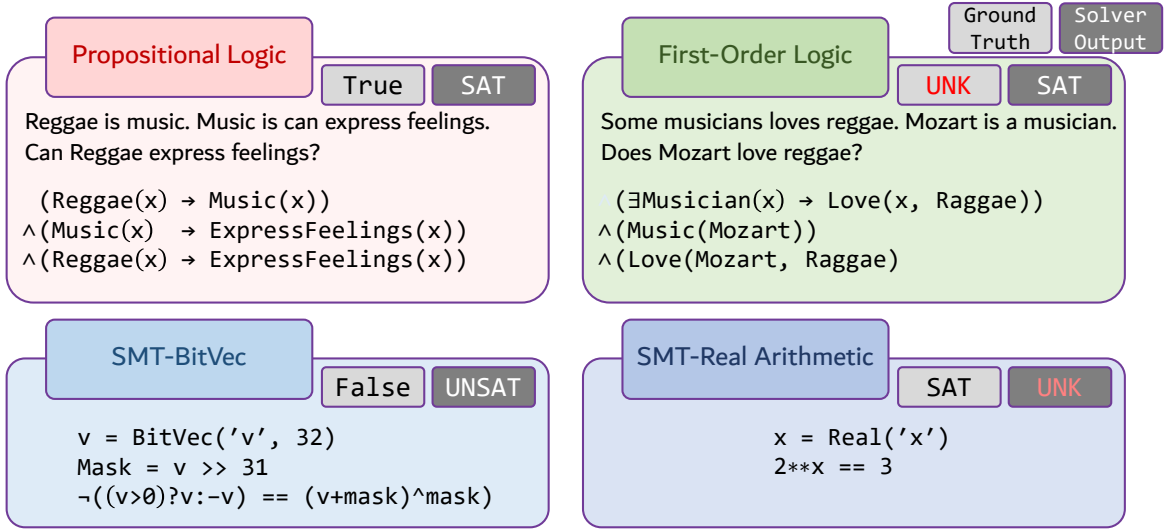 Ground Truth
Solver Output
Propositional Logic
True
SAT
Reggae is music. Music is can express feelings.
Can Reggae express feelings?
(Reggae(x) → Music(x))
∧(Music(x) → ExpressFeelings(x))
∧(Reggae(x) → ExpressFeelings(x))
First-Order Logic
UNK
SAT
Some musicians loves reggae. Mozart is a musician.
Does Mozart love reggae?
∧(∃Musician(x) → Love(x, Raggae))
∧(Music(Mozart))
∧(Love(Mozart, Raggae)
SMT-BitVec
False
UNSAT
v = BitVec('v', 32)
Mask = v >> 31
¬((v>0)?v:-v) == (v+mask)^mask)
SMT-Real Arithmetic
SAT
UNK
x = Real('x')
2**x == 3